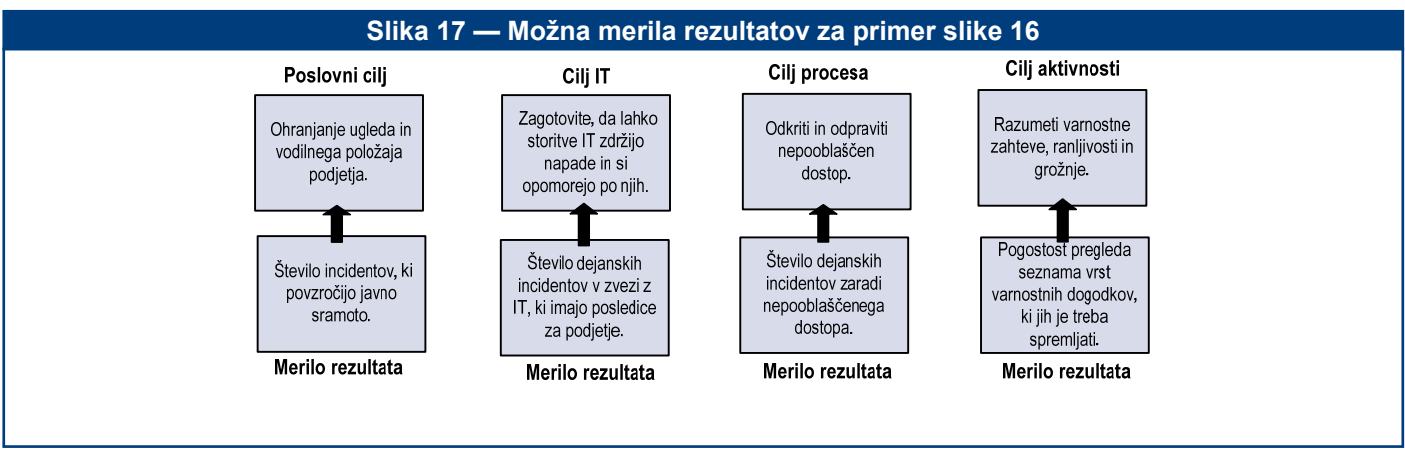 Slika 17 — Možna merila rezultatov za primer slike 16
Poslovni cilj
Ohranjanje ugleda in
vodilnega položaja
podjetja.
Število incidentov, ki
povzročijo javno
sramoto.
Merilo rezultata
Cilj IT
Zagotovite, da lahko
storitve IT zdržijo
napade in si
opomorejo po njih.
Število dejanskih
incidentov v zvezi z
IT, ki imajo posledice
za podjetje.
Merilo rezultata
Cilj procesa
Odkriti in odpraviti
nepooblaščen
dostop.
Število dejanskih
incidentov zaradi
nepooblaščenega
dostopa.
Merilo rezultata
Cilj aktivnosti
Razumeti varnostne
zahteve, ranljivosti in
grožnje.
Pogostost pregleda
seznama vrst
varnostnih dogodkov,
ki jih je treba
spremljati.
Merilo rezultata